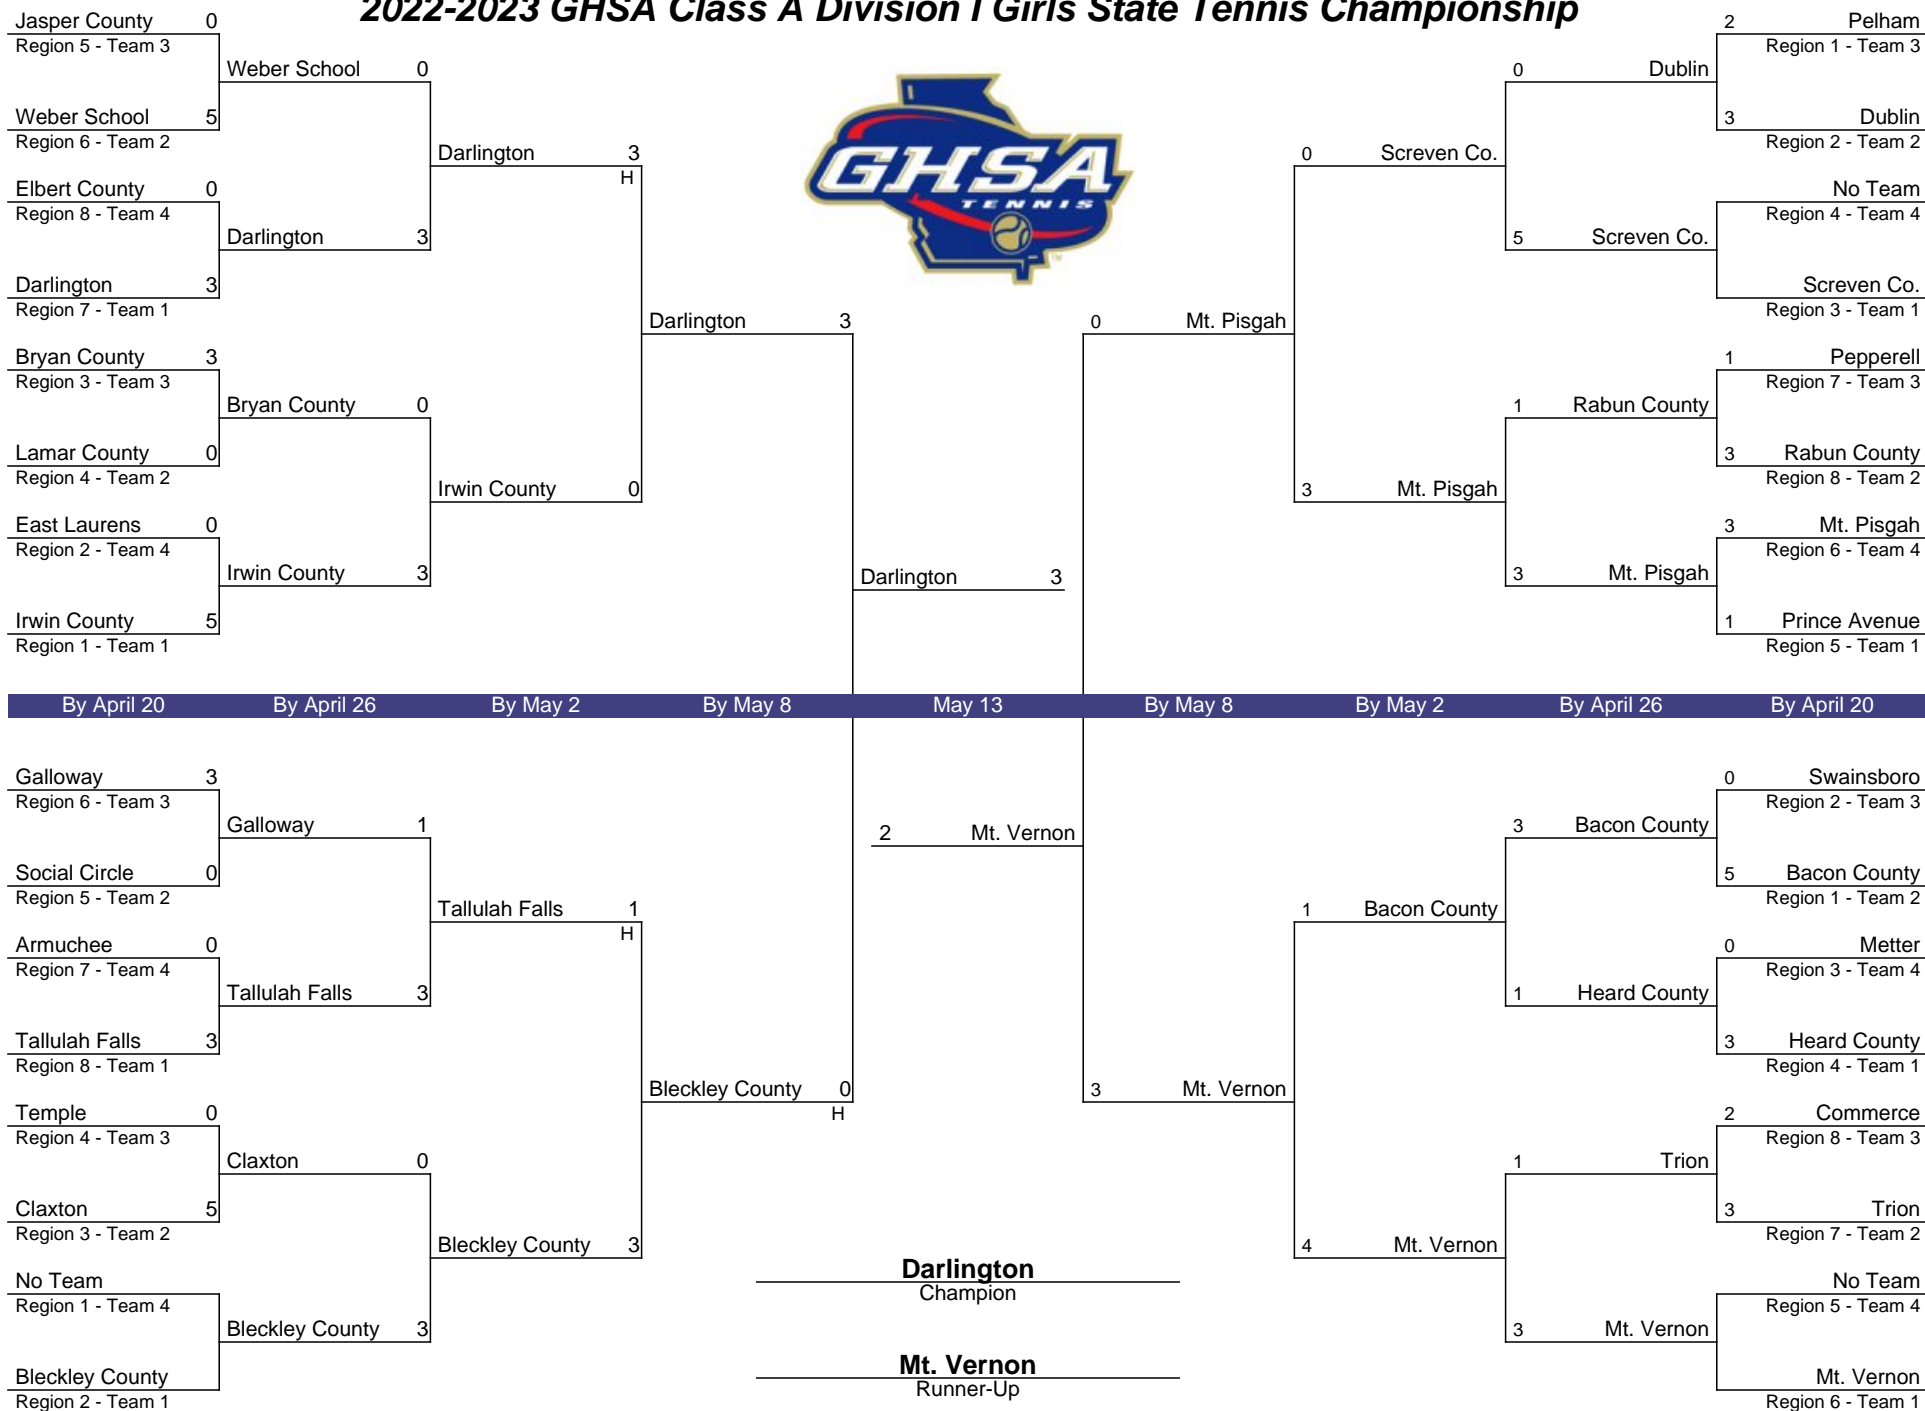 2022-2023 GHSA Class A Division I Girls State Tennis Championship
Jasper County 0
Region 5 - Team 3
Weber School 0
Weber School 5
Region 6 - Team 2
Darlington 3
H
Elbert County 0
Region 8 - Team 4
Darlington 3
Darlington 3
Region 7 - Team 1
Darlington 3
Bryan County 3
Region 3 - Team 3
Bryan County 0
Lamar County 0
Region 4 - Team 2
Irwin County 0
East Laurens 0
Region 2 - Team 4
Irwin County 3
Irwin County 5
Region 1 - Team 1
Darlington 3
GHSA
TENNIS
TM
2 Pelham
Region 1 - Team 3
0 Dublin
3 Dublin
Region 2 - Team 2
0 Screven Co.
No Team
Region 4 - Team 4
5 Screven Co.
Screven Co.
Region 3 - Team 1
0 Mt. Pisgah
1 Pepperell
Region 7 - Team 3
1 Rabun County
3 Rabun County
Region 8 - Team 2
3 Mt. Pisgah
3 Mt. Pisgah
Region 6 - Team 4
3 Mt. Pisgah
1 Prince Avenue
Region 5 - Team 1
By April 20 By April 26 By May 2 By May 8 May 13 By May 8 By May 2 By April 26 By April 20
Galloway 3
Region 6 - Team 3
Galloway 1
Social Circle 0
Region 5 - Team 2
Tallulah Falls 1
H
Armuchee 0
Region 7 - Team 4
Tallulah Falls 3
Tallulah Falls 3
Region 8 - Team 1
Bleckley County 0
H
Temple 0
Region 4 - Team 3
Claxton 0
Claxton 5
Region 3 - Team 2
Bleckley County 3
No Team
Region 1 - Team 4
Bleckley County 3
Bleckley County
Region 2 - Team 1
2 Mt. Vernon
Darlington
Champion
Mt. Vernon
Runner-Up
0 Swainsboro
Region 2 - Team 3
3 Bacon County
5 Bacon County
Region 1 - Team 2
1 Bacon County
0 Metter
Region 3 - Team 4
1 Heard County
3 Heard County
Region 4 - Team 1
3 Mt. Vernon
2 Commerce
Region 8 - Team 3
1 Trion
3 Trion
Region 7 - Team 2
4 Mt. Vernon
No Team
Region 5 - Team 4
3 Mt. Vernon
Mt. Vernon
Region 6 - Team 1